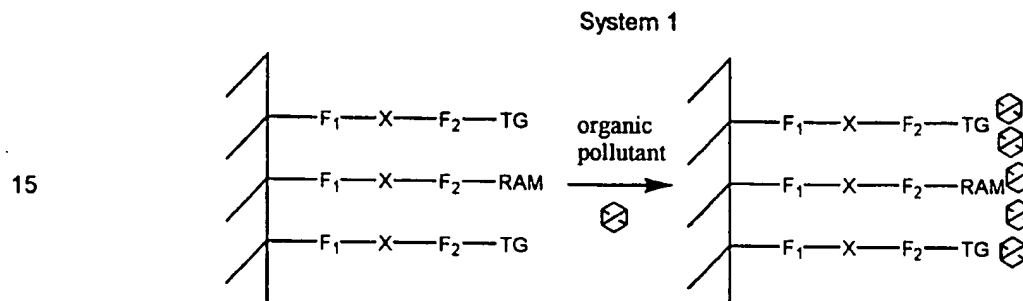 System 1
F₁—X—F₂—TG F₁—X—F₂—TG
organic
pollutant
15 F₁—X—F₂—RAM F₁—X—F₂—RAM
F₁—X—F₂—TG F₁—X—F₂—TG